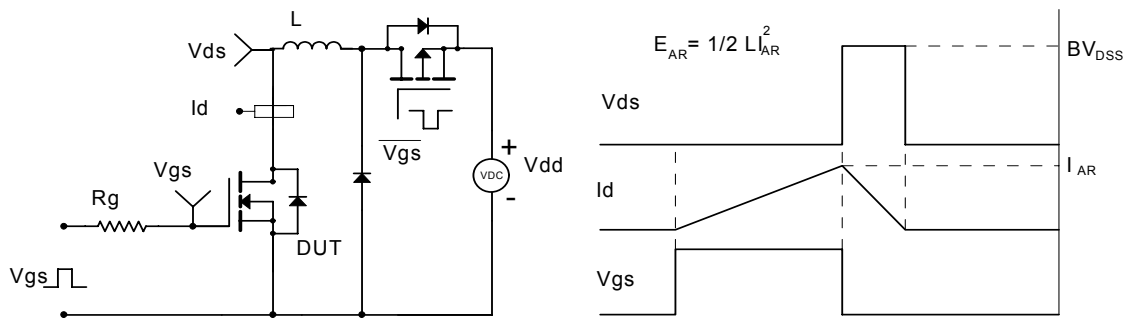 L
Vds
Id
Vgs
Vgs
+
Vdd
VDC
-
Rg
DUT
Vgs
E_AR = 1/2 LI_AR^2
BV_DSS
Vds
I_AR
Id
Vgs